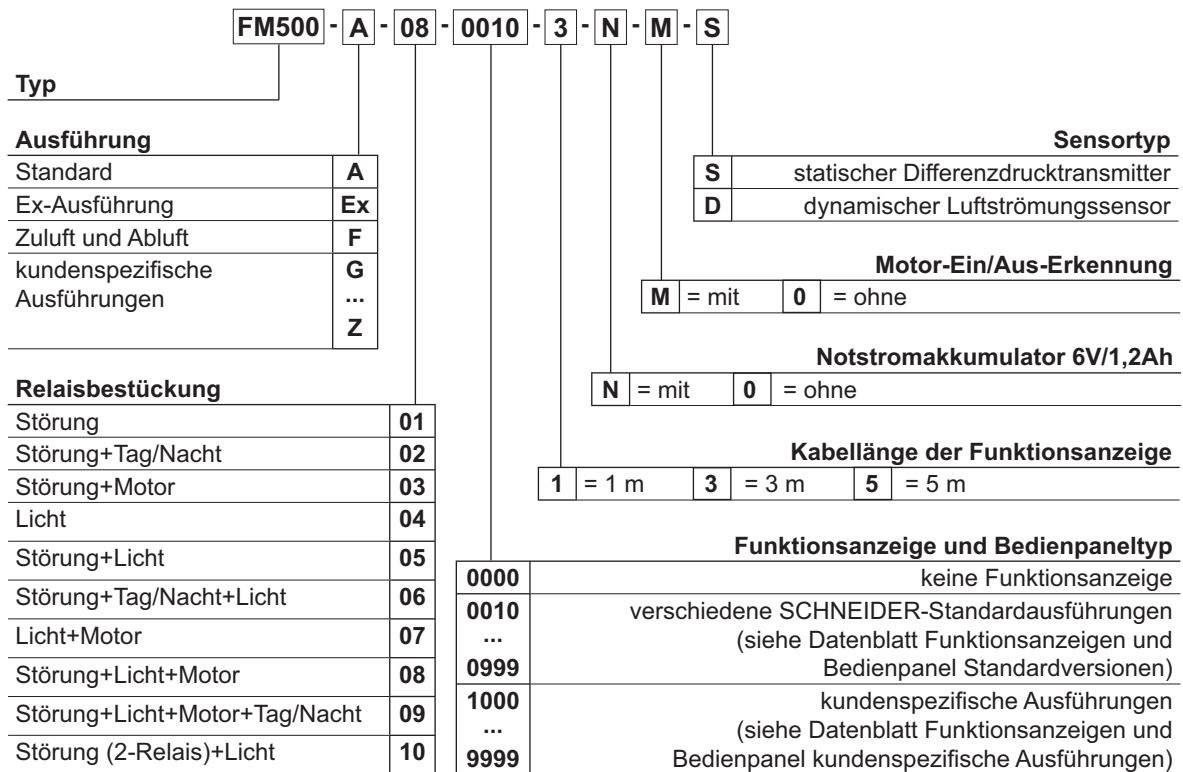 FM500 - A - 08 - 0010 - 3 - N - M - S
Typ
Ausführung
Standard A
Ex-Ausführung Ex
Zuluft und Abluft F
kundenspezifische G
Ausführungen ...
Z
Relaisbestückung
Störung 01
Störung+Tag/Nacht 02
Störung+Motor 03
Licht 04
Störung+Licht 05
Störung+Tag/Nacht+Licht 06
Licht+Motor 07
Störung+Licht+Motor 08
Störung+Licht+Motor+Tag/Nacht 09
Störung (2-Relais)+Licht 10
Sensortyp
S statischer Differenzdrucktransmitter
D dynamischer Luftströmungssensor
Motor-Ein/Aus-Erkennung
M = mit 0 = ohne
Notstromakkumulator 6V/1,2Ah
N = mit 0 = ohne
Kabellänge der Funktionsanzeige
1 = 1 m 3 = 3 m 5 = 5 m
Funktionsanzeige und Bedienpaneltyp
0000 keine Funktionsanzeige
0010 verschiedene SCHNEIDER-Standardausführungen
... (siehe Datenblatt Funktionsanzeigen und
0999 Bedienpanel Standardversionen)
1000 kundenspezifische Ausführungen
... (siehe Datenblatt Funktionsanzeigen und
9999 Bedienpanel kundenspezifische Ausführungen)